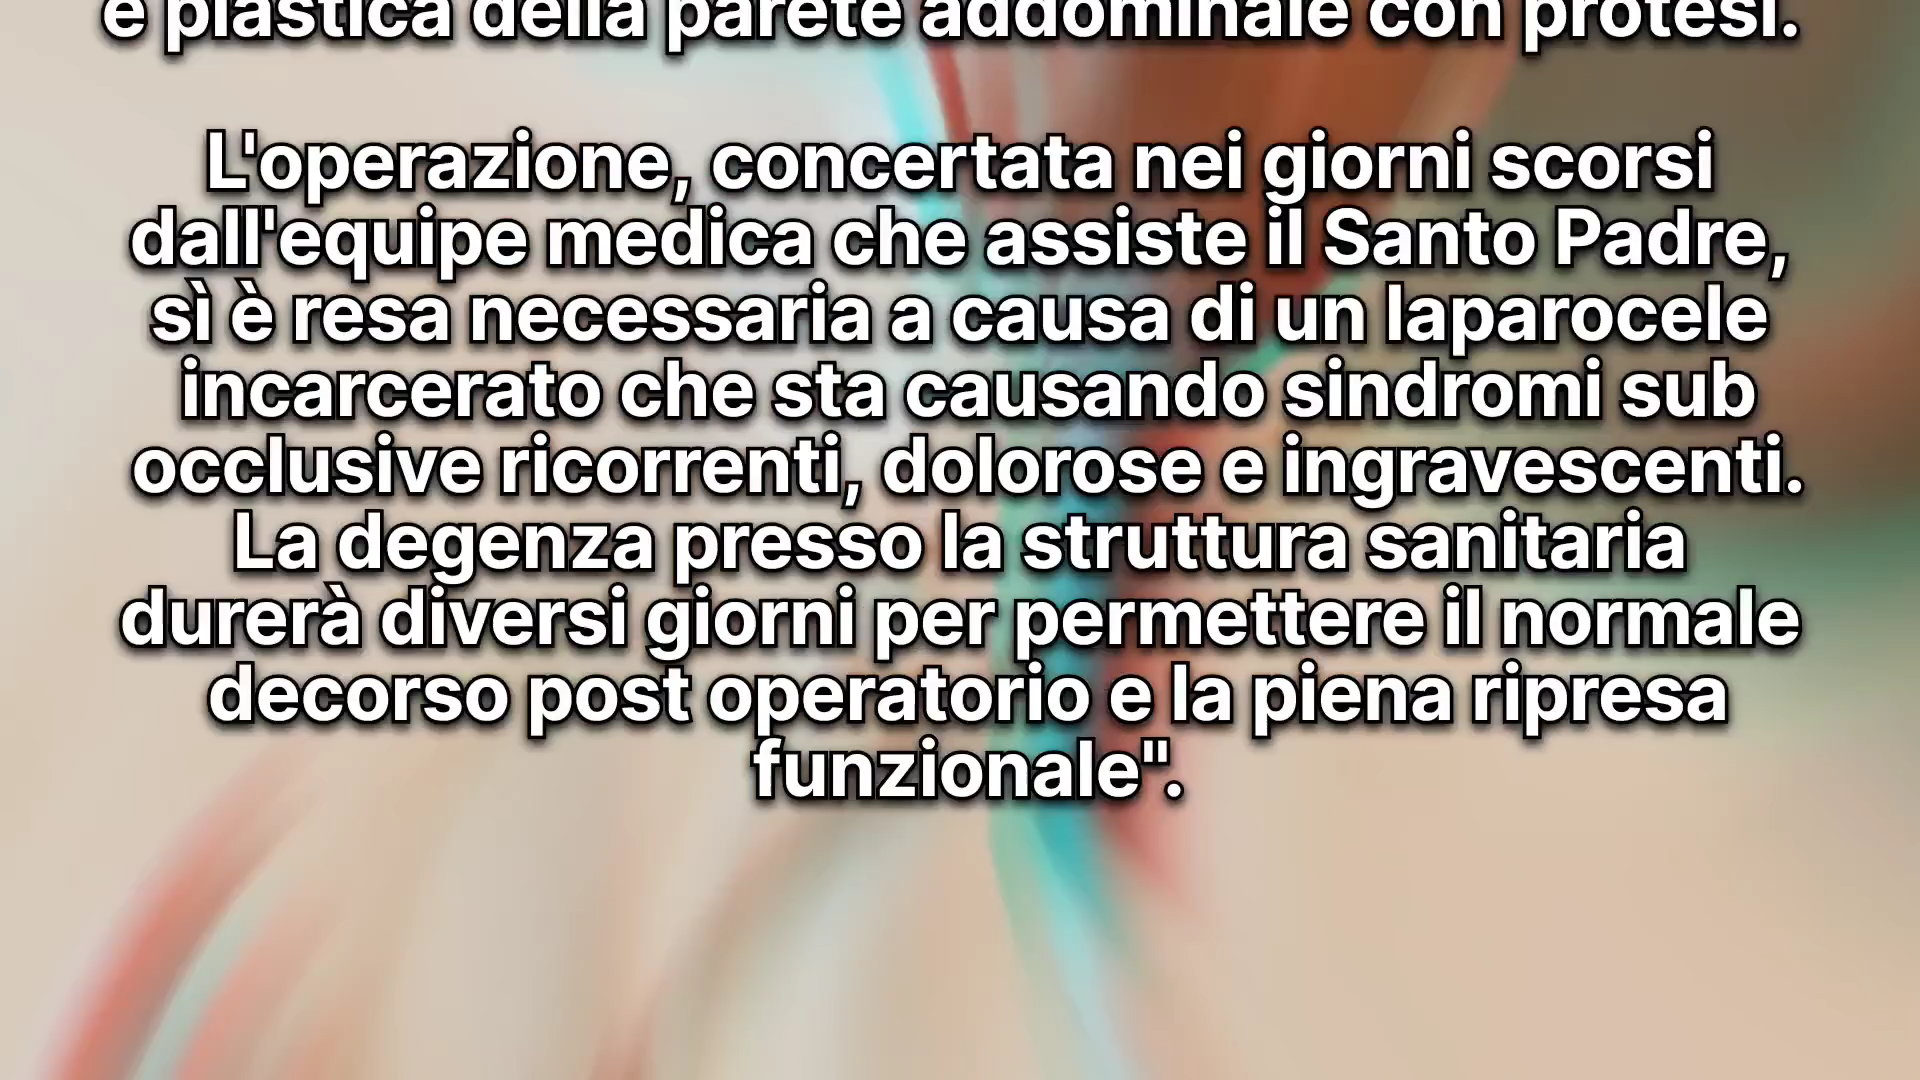 e plastica della parete addominale con protesi.
L'operazione, concertata nei giorni scorsi
dall'equipe medica che assiste il Santo Padre,
sì è resa necessaria a causa di un laparocele
incarcerato che sta causando sindromi sub
occlusive ricorrenti, dolorose e ingravescenti.
La degenza presso la struttura sanitaria
durerà diversi giorni per permettere il normale
decorso post operatorio e la piena ripresa
funzionale".